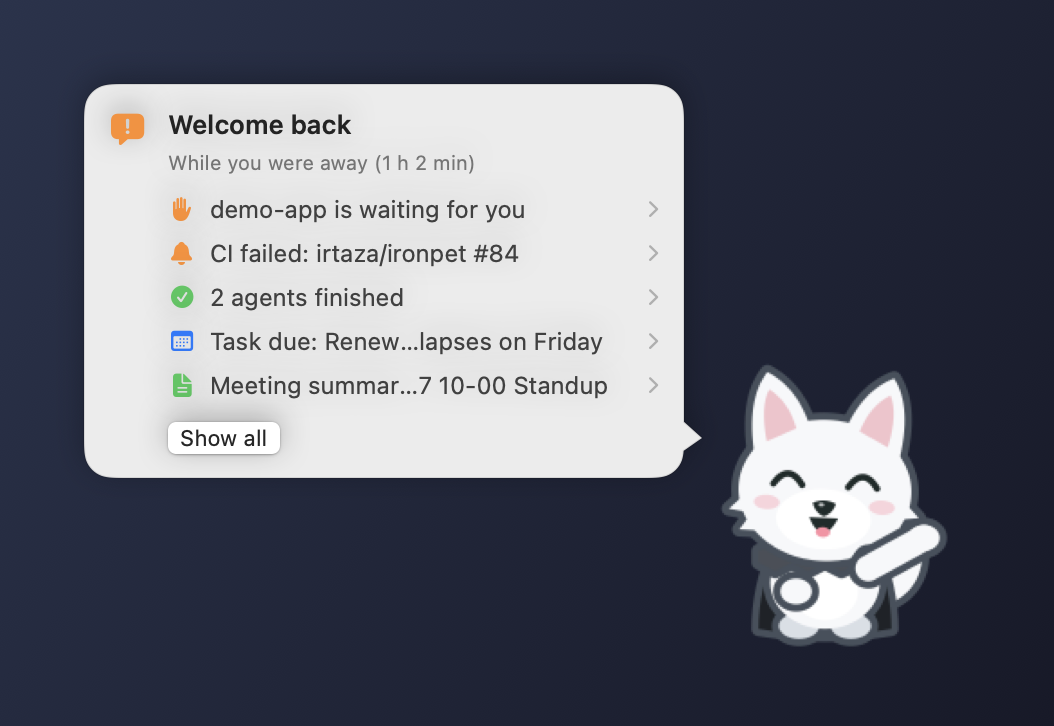 Welcome back
While you were away (1 h 2 min)
demo-app is waiting for you
CI failed: irtaza/ironpet #84
2 agents finished
Task due: Renew...lapses on Friday
Meeting summar...7 10-00 Standup
Show all